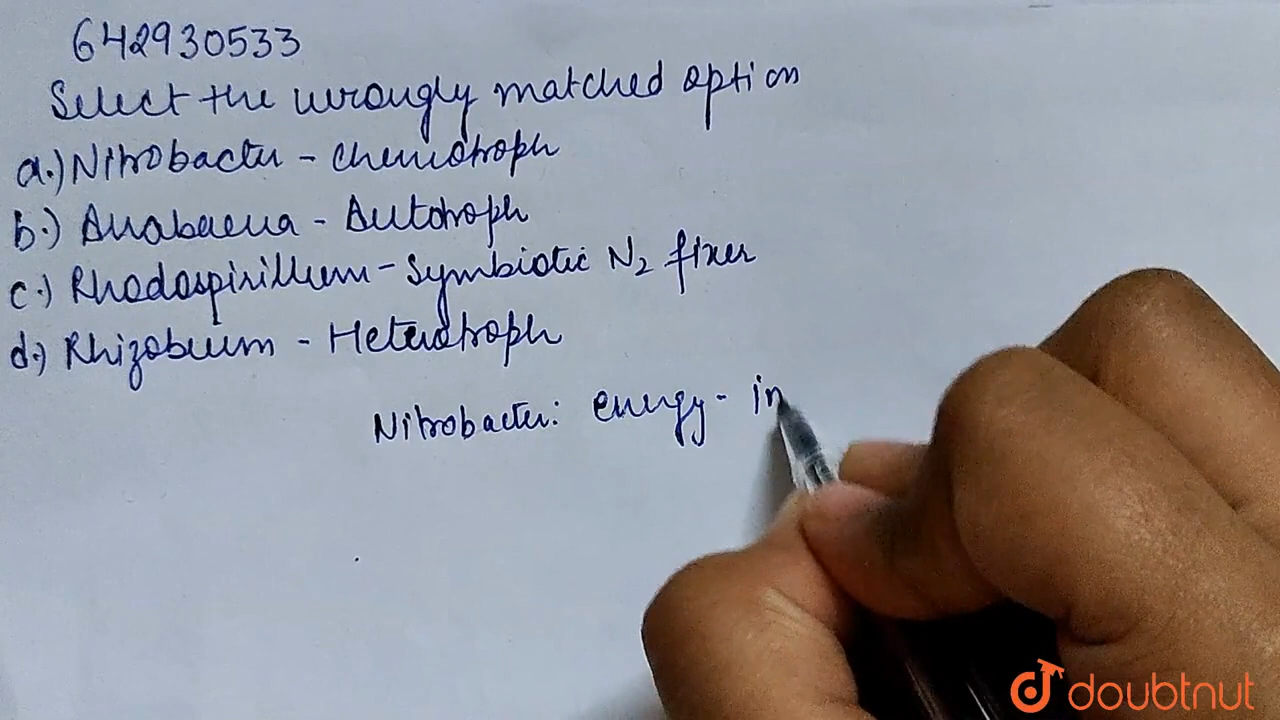 642930533
Select the wrongly matched option
a.) Nitrobacter - Chemotroph
b.) Anabaena - Autotroph
c.) Rhodospirillum - Symbiotic N2 fixer
d.) Rhizobium - Heterotroph
Nitrobacter: energy - in
doubtnut